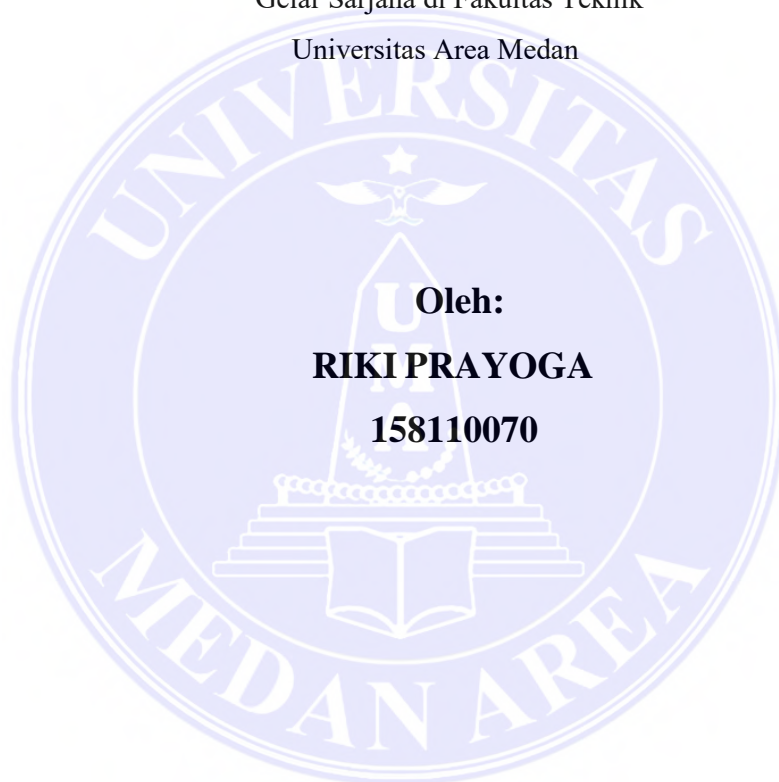 Gelar Sarjana di Fakultas Teknik
Universitas Area Medan
UNIVERSITAS
U
M
A
Oleh:
RIKI PRAYOGA
158110070
MEDAN AREA